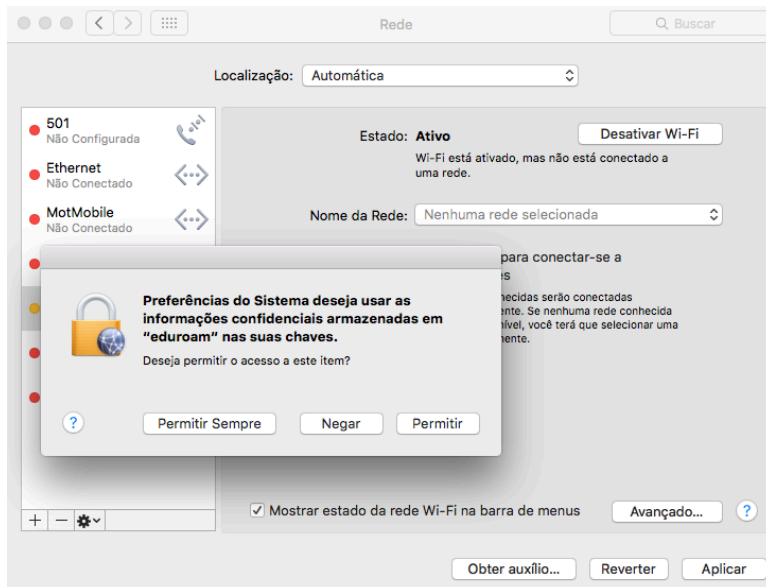 Rede
Buscar
Localização: Automática
501
Não Configurada
Ethernet
Não Conectado
MotMobile
Não Conectado
Estado: Ativo
Desativar Wi-Fi
Wi-Fi está ativado, mas não está conectado a
uma rede.
Nome da Rede: Nenhuma rede selecionada
para conectar-se a
s
ecidas serão conectadas
nte. Se nenhuma rede conhecida
nível, você terá que selecionar uma
mente.
Preferências do Sistema deseja usar as
informações confidenciais armazenadas em
“eduroam“ nas suas chaves.
Deseja permitir o acesso a este item?
? Permitir Sempre Negar Permitir
Mostrar estado da rede Wi-Fi na barra de menus
Avançado... ?
Obter auxílio... Reverter Aplicar